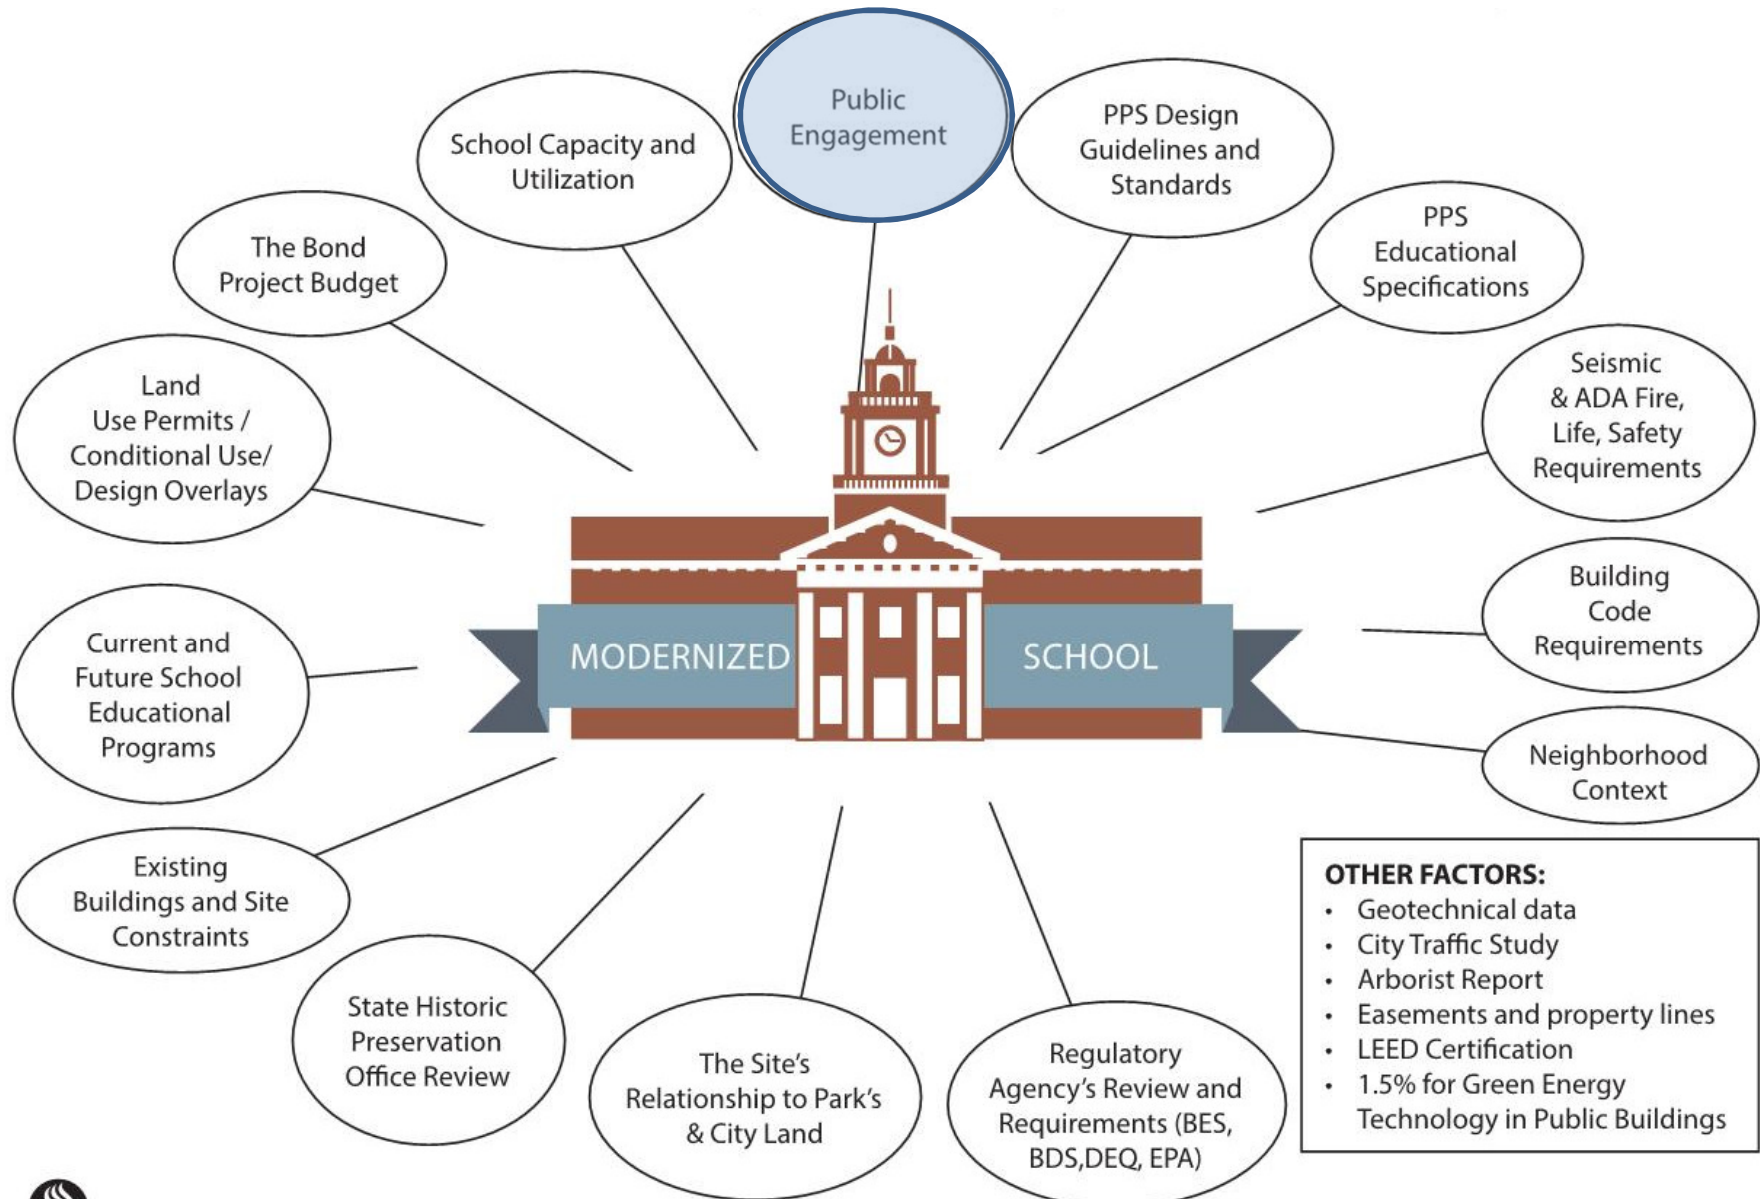 Public
Engagement
School Capacity and
Utilization
PPS Design
Guidelines and
Standards
The Bond
Project Budget
PPS
Educational
Specifications
Land
Use Permits /
Conditional Use/
Design Overlays
Seismic
& ADA Fire,
Life, Safety
Requirements
Current and
Future School
Educational
Programs
MODERNIZED SCHOOL
Building
Code
Requirements
Neighborhood
Context
Existing
Buildings and Site
Constraints
State Historic
Preservation
Office Review
The Site’s
Relationship to Park’s
& City Land
Regulatory
Agency’s Review and
Requirements (BES,
BDS,DEQ, EPA)
OTHER FACTORS:
• Geotechnical data
• City Traffic Study
• Arborist Report
• Easements and property lines
• LEED Certification
• 1.5% for Green Energy
Technology in Public Buildings